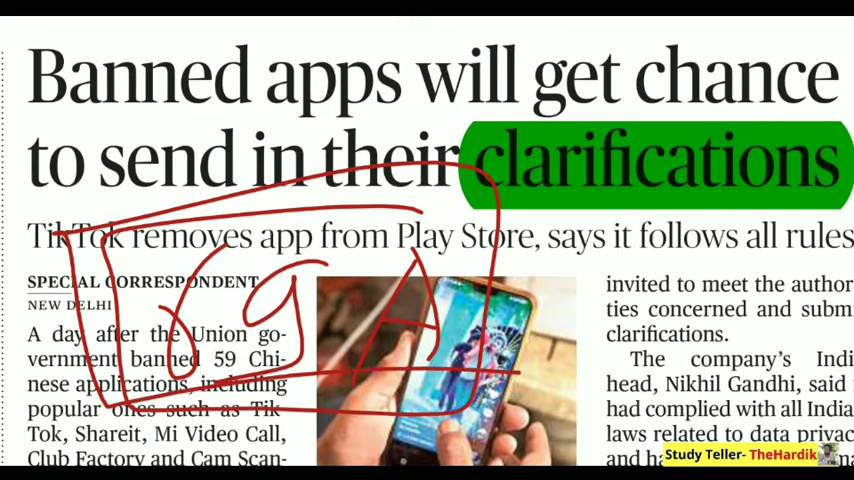 Banned apps will get chance
to send in their clarifications
TikTok removes app from Play Store, says it follows all rules
SPECIAL CORRESPONDENT
NEW DELHI
A day after the Union go-
vernment banned 59 Chi-
nese applications, including
popular ones such as Tik
Tok, Shareit, Mi Video Call,
Club Factory and Cam Scan-
invited to meet the author
ties concerned and subm
clarifications.
The company's Indi
head, Nikhil Gandhi, said
had complied with all India
laws related to data privac
and ha
Study Teller- TheHardik